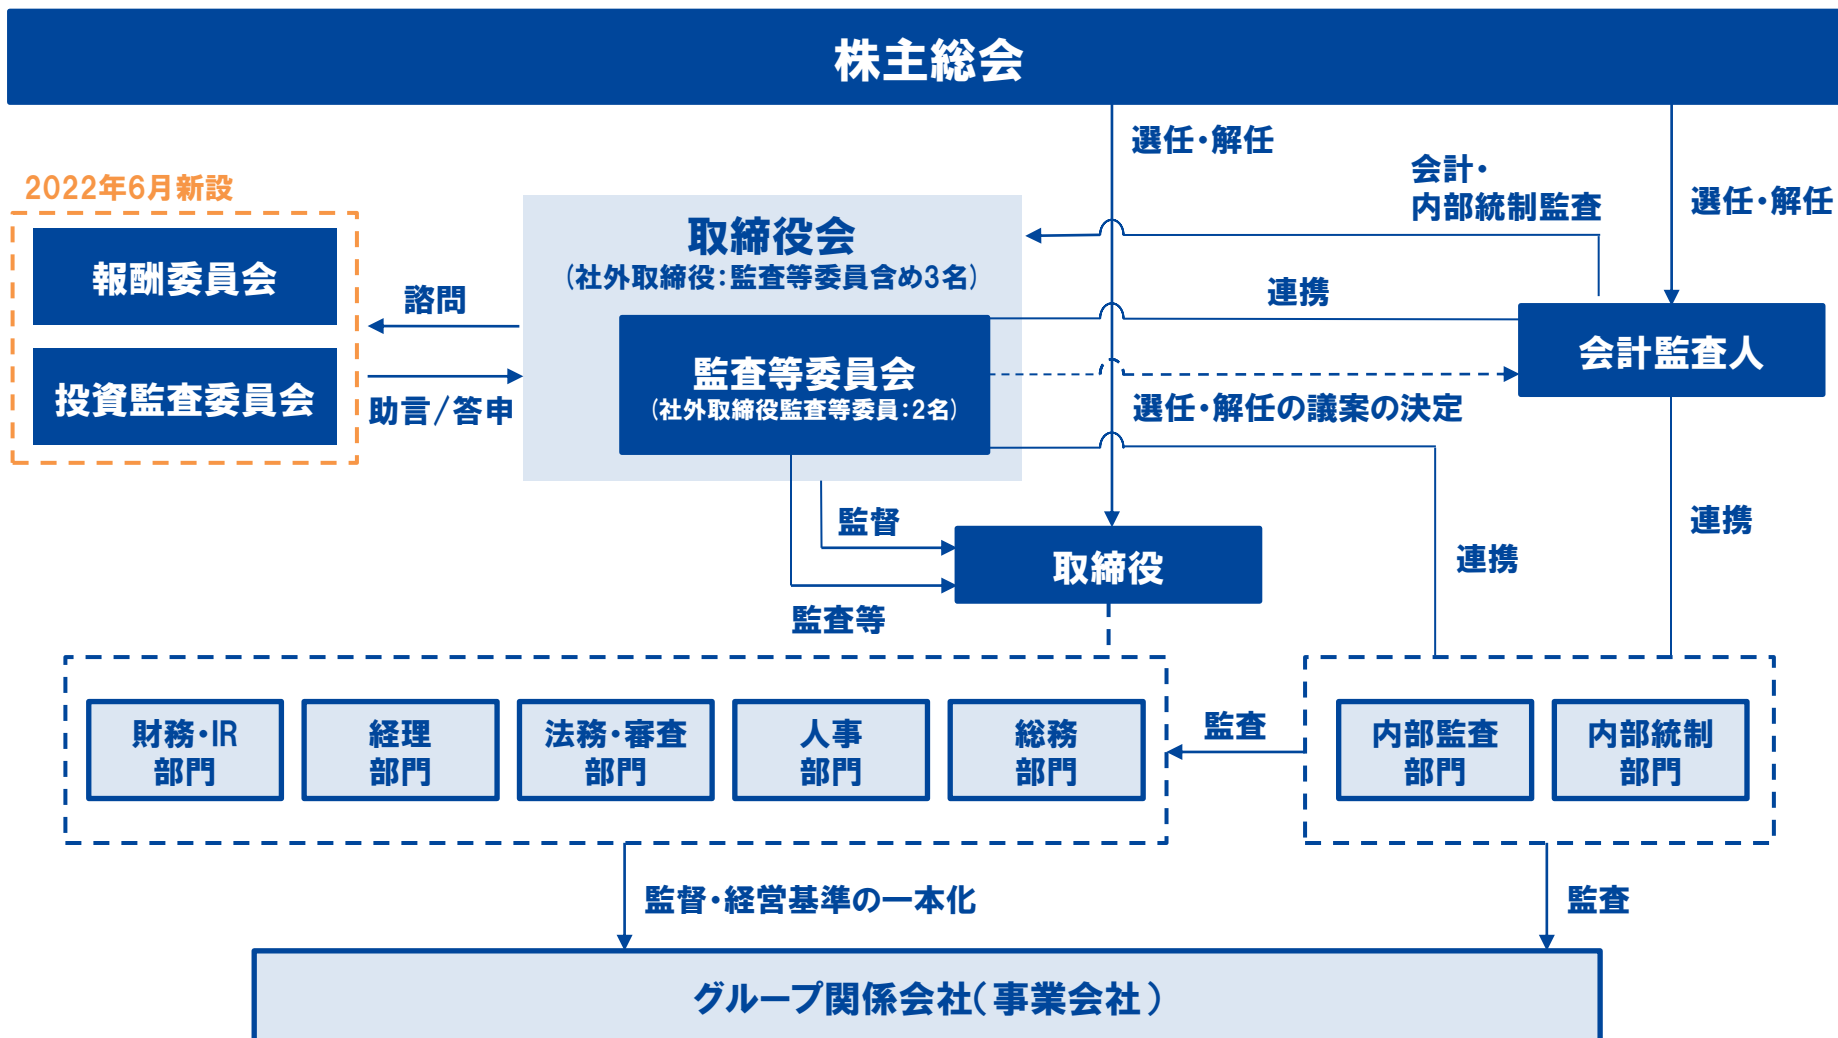 株主総会
選任・解任
会計・
内部統制監査
選任・解任
2022年6月新設
報酬委員会
投資監査委員会
諮問
助言/答申
取締役会
(社外取締役:監査等委員含め3名)
監査等委員会
(社外取締役監査等委員:2名)
連携
会計監査人
選任・解任の議案の決定
監督
取締役
監査等
連携
連携
財務・IR
部門
経理
部門
法務・審査
部門
人事
部門
総務
部門
監査
内部監査
部門
内部統制
部門
監督・経営基準の一本化
監査
グループ関係会社(事業会社)